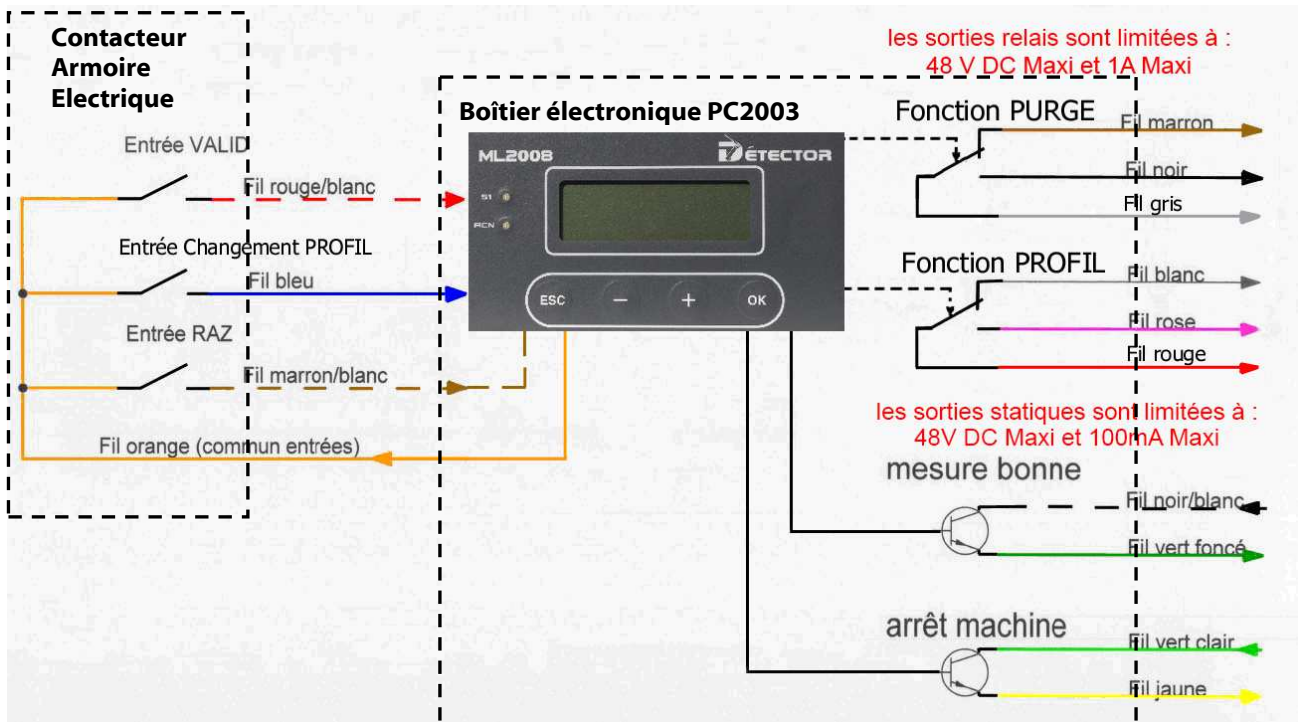 Contacteur
Armoire
Electrique
Entrée VALID
Fil rouge/blanc
Entrée Changement PROFIL
Fil bleu
Entrée RAZ
Fil marron/blanc
Fil orange (commun entrées)
Boîtier électronique PC2003
ML2008
DÉTECTOR
S1
ACN
ESC
−
+
OK
les sorties relais sont limitées à :
48 V DC Maxi et 1A Maxi
Fonction PURGE
Fil marron
Fil noir
Fil gris
Fonction PROFIL
Fil blanc
Fil rose
Fil rouge
les sorties statiques sont limitées à :
48V DC Maxi et 100mA Maxi
mesure bonne
Fil noir/blanc
Fil vert foncé
arrêt machine
Fil vert clair
Fil jaune